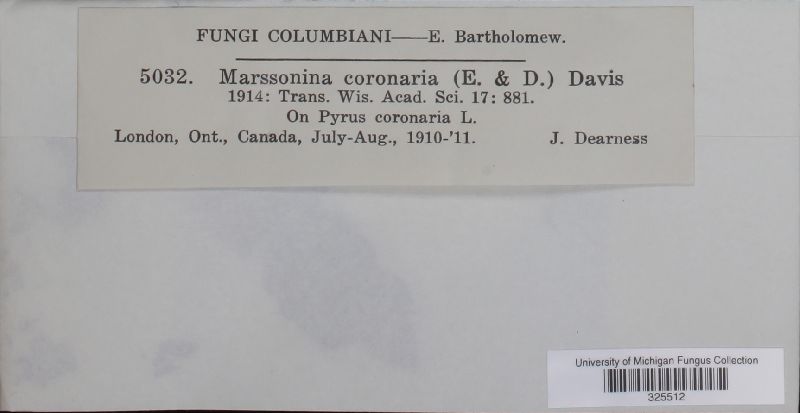 FUNGI COLUMBIANI——E. Bartholomew.
5032. Marssonina coronaria (E. & D.) Davis
1914: Trans. Wis. Acad. Sci. 17: 881.
On Pyrus coronaria L.
London, Ont., Canada, July-Aug., 1910-'11. J. Dearness
University of Michigan Fungus Collection
325512